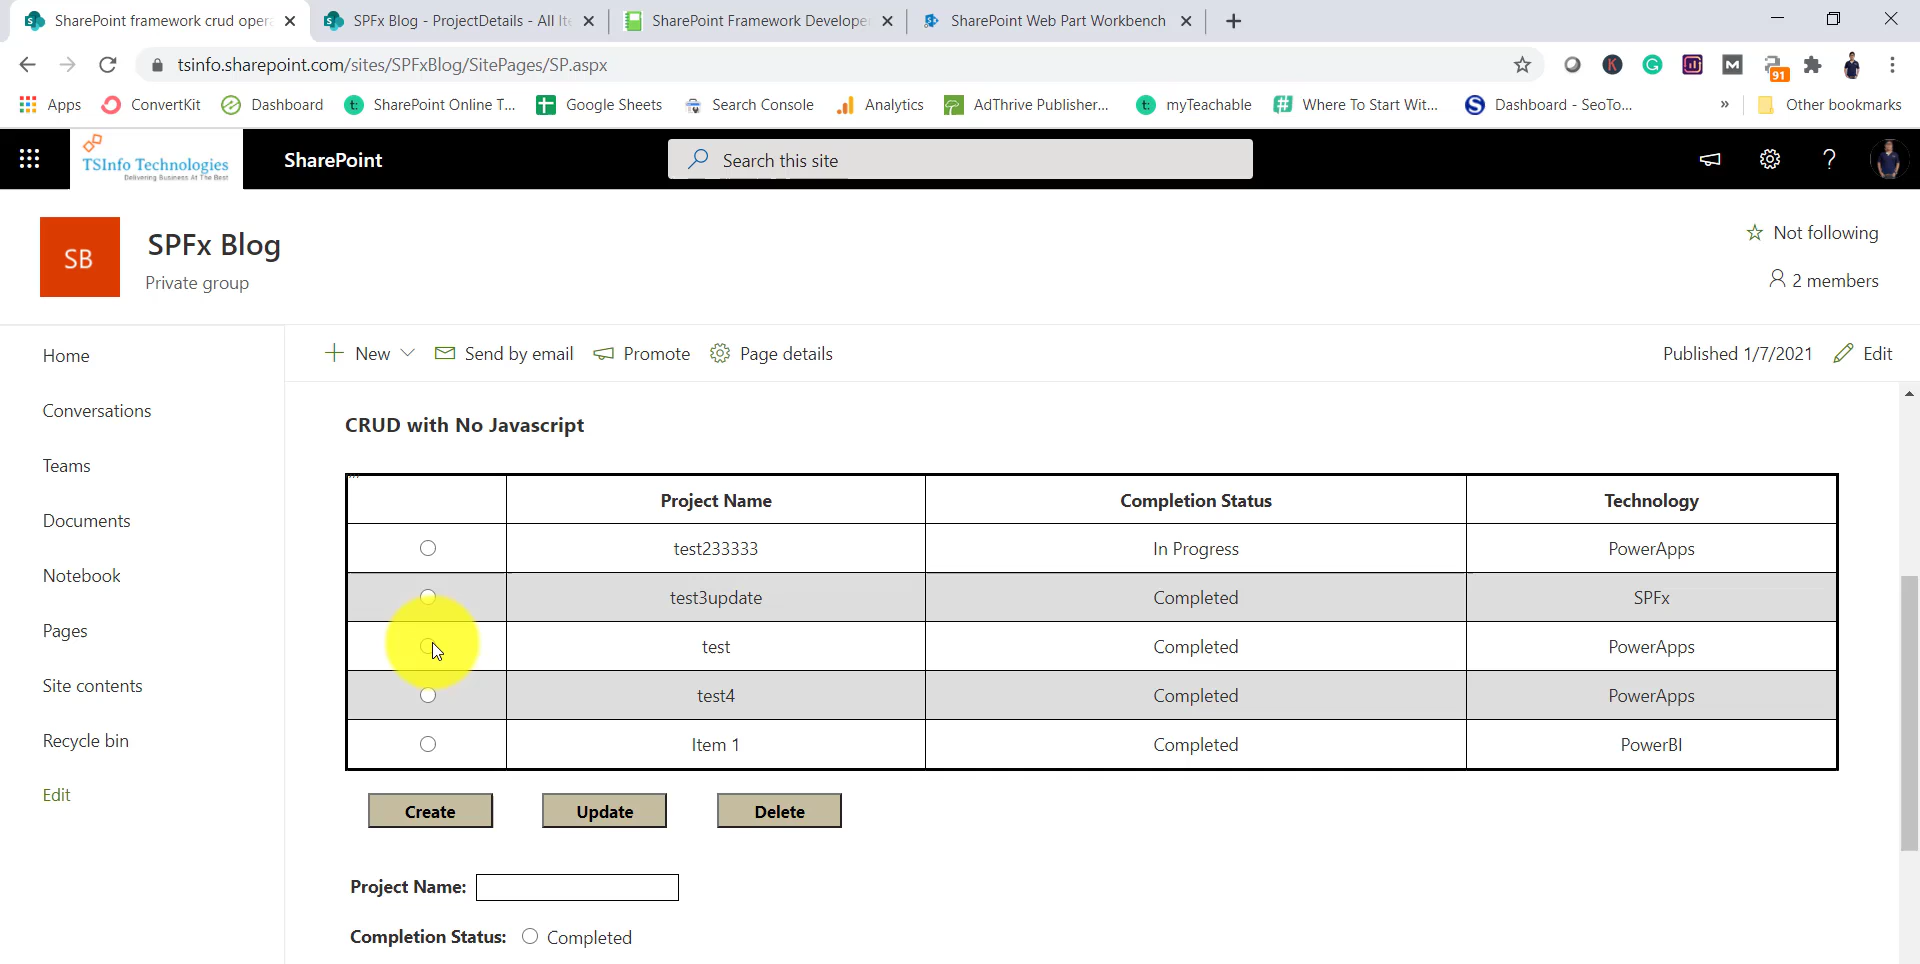 SharePoint framework crud oper
SPFx Blog - ProjectDetails - All It
SharePoint Framework Develope
SharePoint Web Part Workbench
tsinfo.sharepoint.com/sites/SPFxBlog/SitePages/SP.aspx
91
Apps
ConvertKit
Dashboard
SharePoint Online T...
Google Sheets
Search Console
Analytics
AdThrive Publisher...
myTeachable
Where To Start Wit...
Dashboard - SeoTo...
»
Other bookmarks
TSInfo Technologies
Delivering Business At The Best
SharePoint
Search this site
SB
SPFx Blog
Private group
Not following
2 members
Home
Conversations
Teams
Documents
Notebook
Pages
Site contents
Recycle bin
Edit
New
Send by email
Promote
Page details
Published 1/7/2021
Edit
CRUD with No Javascript
Project Name Completion Status Technology
test233333 In Progress PowerApps
test3update Completed SPFx
test Completed PowerApps
test4 Completed PowerApps
Item 1 Completed PowerBI
Create Update Delete
Project Name:
Completion Status: Completed